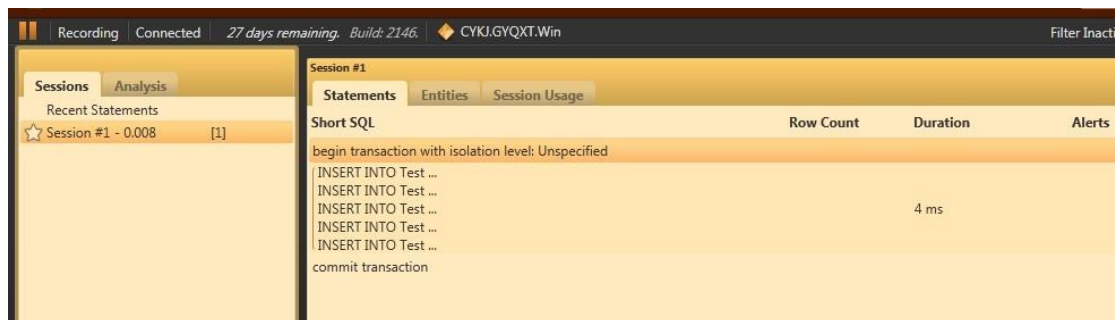 Recording Connected 27 days remaining. Build: 2146. CYKJ.GYQXT.Win Filter Inacti
Sessions Analysis
Recent Statements
Session #1 - 0.008 [1]
Session #1
Statements Entities Session Usage
Short SQL Row Count Duration Alerts
begin transaction with isolation level: Unspecified
INSERT INTO Test ...
INSERT INTO Test ...
INSERT INTO Test ... 4 ms
INSERT INTO Test ...
INSERT INTO Test ...
commit transaction